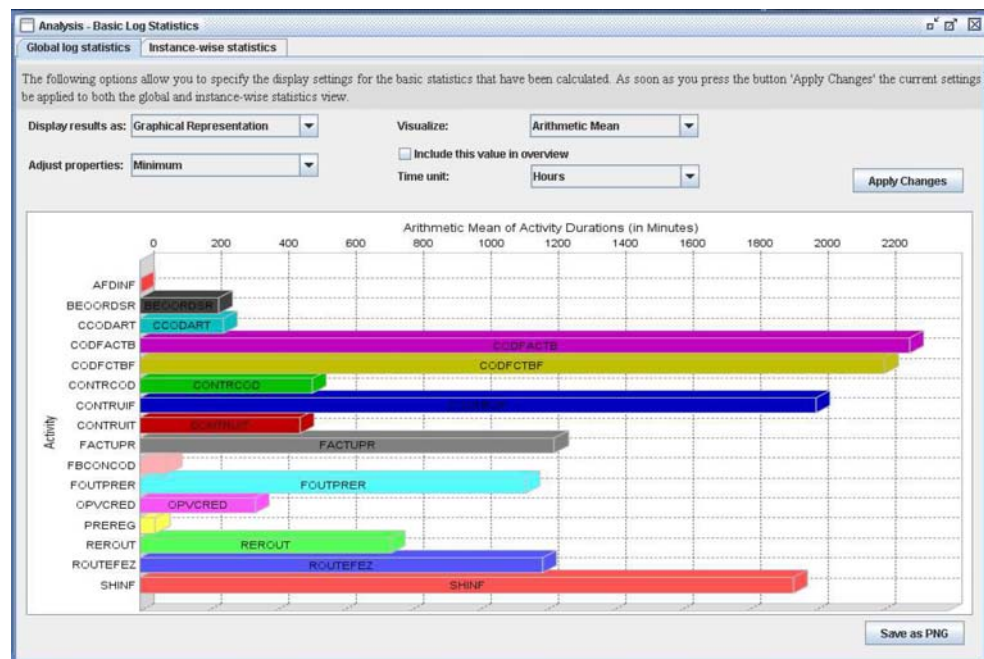 Analysis - Basic Log Statistics
Global log statistics Instance-wise statistics
The following options allow you to specify the display settings for the basic statistics that have been calculated. As soon as you press the button 'Apply Changes' the current settings
be applied to both the global and instance-wise statistics view.
Display results as: Graphical Representation Visualize: Arithmetic Mean
Include this value in overview
Adjust properties: Minimum Time unit: Hours
Apply Changes
Arithmetic Mean of Activity Durations (in Minutes)
0 200 400 600 800 1000 1200 1400 1600 1800 2000 2200
Activity
AFDINF
BEOORDSR BEOORDSR
CCODART CCODART
CODFACTB CODFACTB
CODFCTBF CODFCTBF
CONTRCOD CONTRCOD
CONTRUIF
CONTRUIT CONTRUIT
FACTUPR FACTUPR
FBCONCOD
FOUTPRER FOUTPRER
OPVCRED OPVCRED
PREREG
REROUT REROUT
ROUTEFEZ ROUTEFEZ
SHINF SHINF
Save as PNG